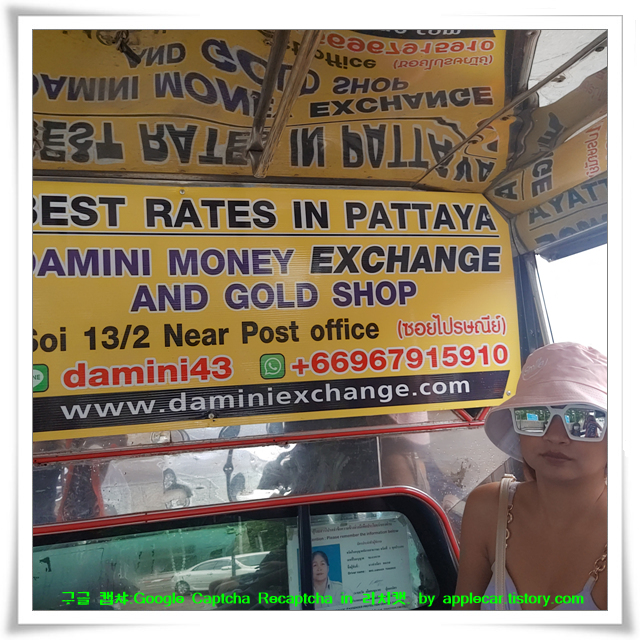 BEST RATES IN PATTAYA
DAMINI MONEY EXCHANGE
AND GOLD SHOP
Soi 13/2 Near Post office (ซอยไปรษณีย์)
LINE damini43 +66967915910
www.daminiexchange.com
구글 캡챠:Google Captcha Recaptcha in 리치캣 by applecar.tistory.com